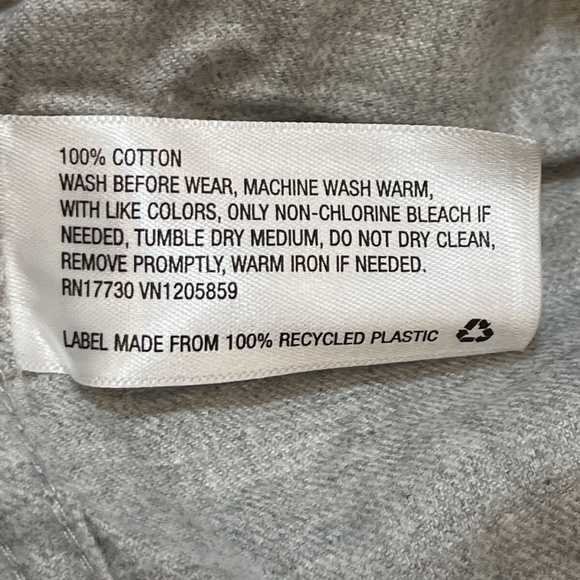 100% COTTON
WASH BEFORE WEAR, MACHINE WASH WARM,
WITH LIKE COLORS, ONLY NON-CHLORINE BLEACH IF
NEEDED, TUMBLE DRY MEDIUM, DO NOT DRY CLEAN,
REMOVE PROMPTLY, WARM IRON IF NEEDED.
RN17730 VN1205859
LABEL MADE FROM 100% RECYCLED PLASTIC